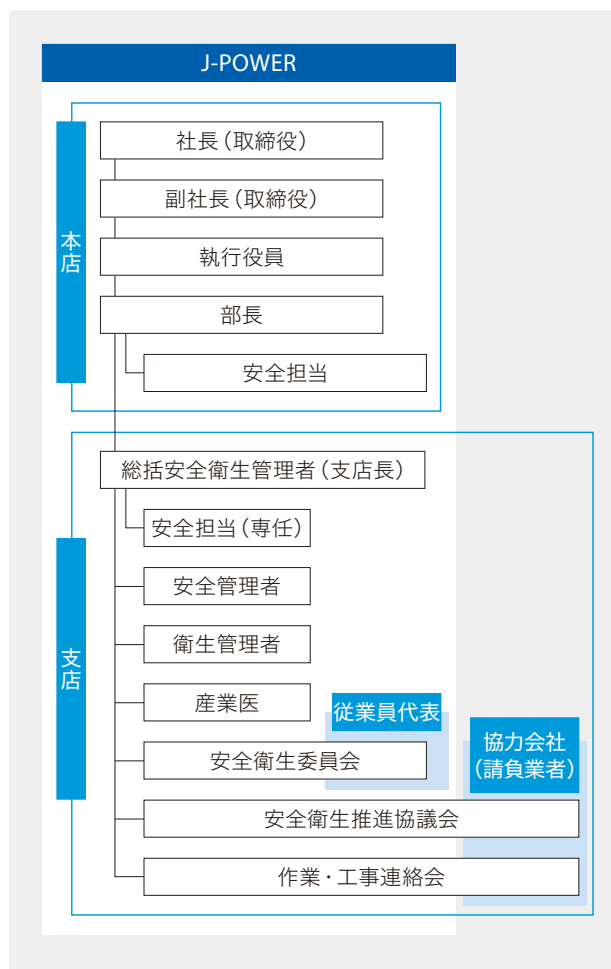 J-POWER
本店
社長（取締役）
副社長（取締役）
執行役員
部長
安全担当
支店
総括安全衛生管理者（支店長）
安全担当（専任）
安全管理者
衛生管理者
産業医
従業員代表
安全衛生委員会
協力会社
（請負業者）
安全衛生推進協議会
作業・工事連絡会